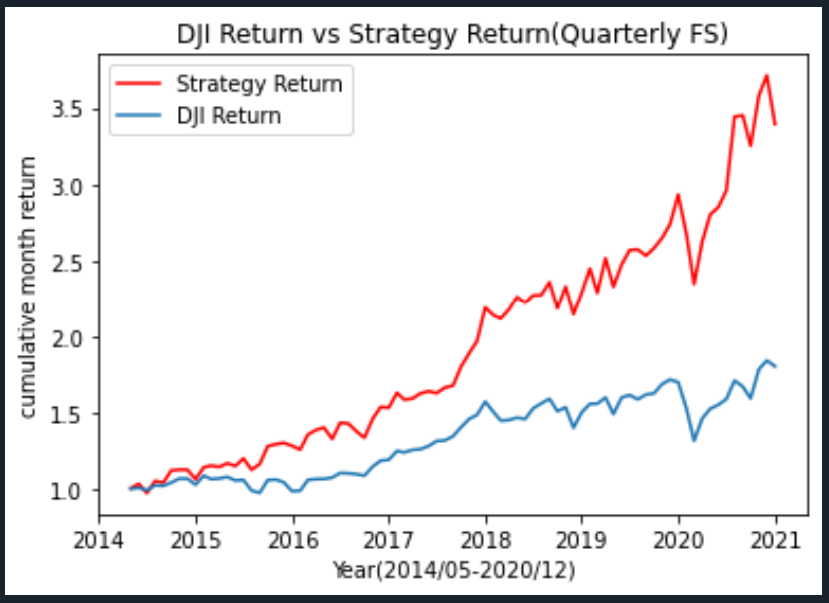 DJI Return vs Strategy Return(Quarterly FS)
Strategy Return
DJI Return
cumulative month return
3.5
3.0
2.5
2.0
1.5
1.0
2014 2015 2016 2017 2018 2019 2020 2021
Year(2014/05-2020/12)